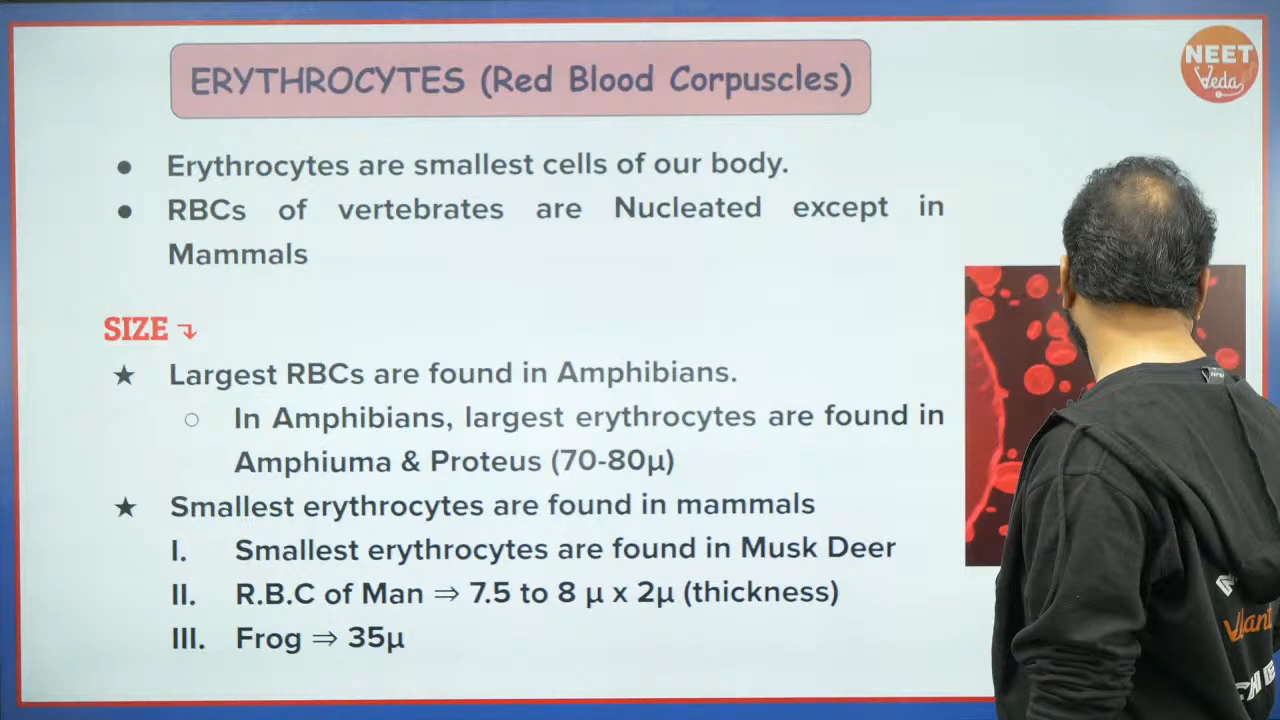 NEET
Veda
ERYTHROCYTES (Red Blood Corpuscles)
● Erythrocytes are smallest cells of our body.
● RBCs of vertebrates are Nucleated except in
Mammals
SIZE ↴
★ Largest RBCs are found in Amphibians.
○ In Amphibians, largest erythrocytes are found in
Amphiuma & Proteus (70-80μ)
★ Smallest erythrocytes are found in mammals
I. Smallest erythrocytes are found in Musk Deer
II. R.B.C of Man ⇒ 7.5 to 8 μ x 2μ (thickness)
III. Frog ⇒ 35μ